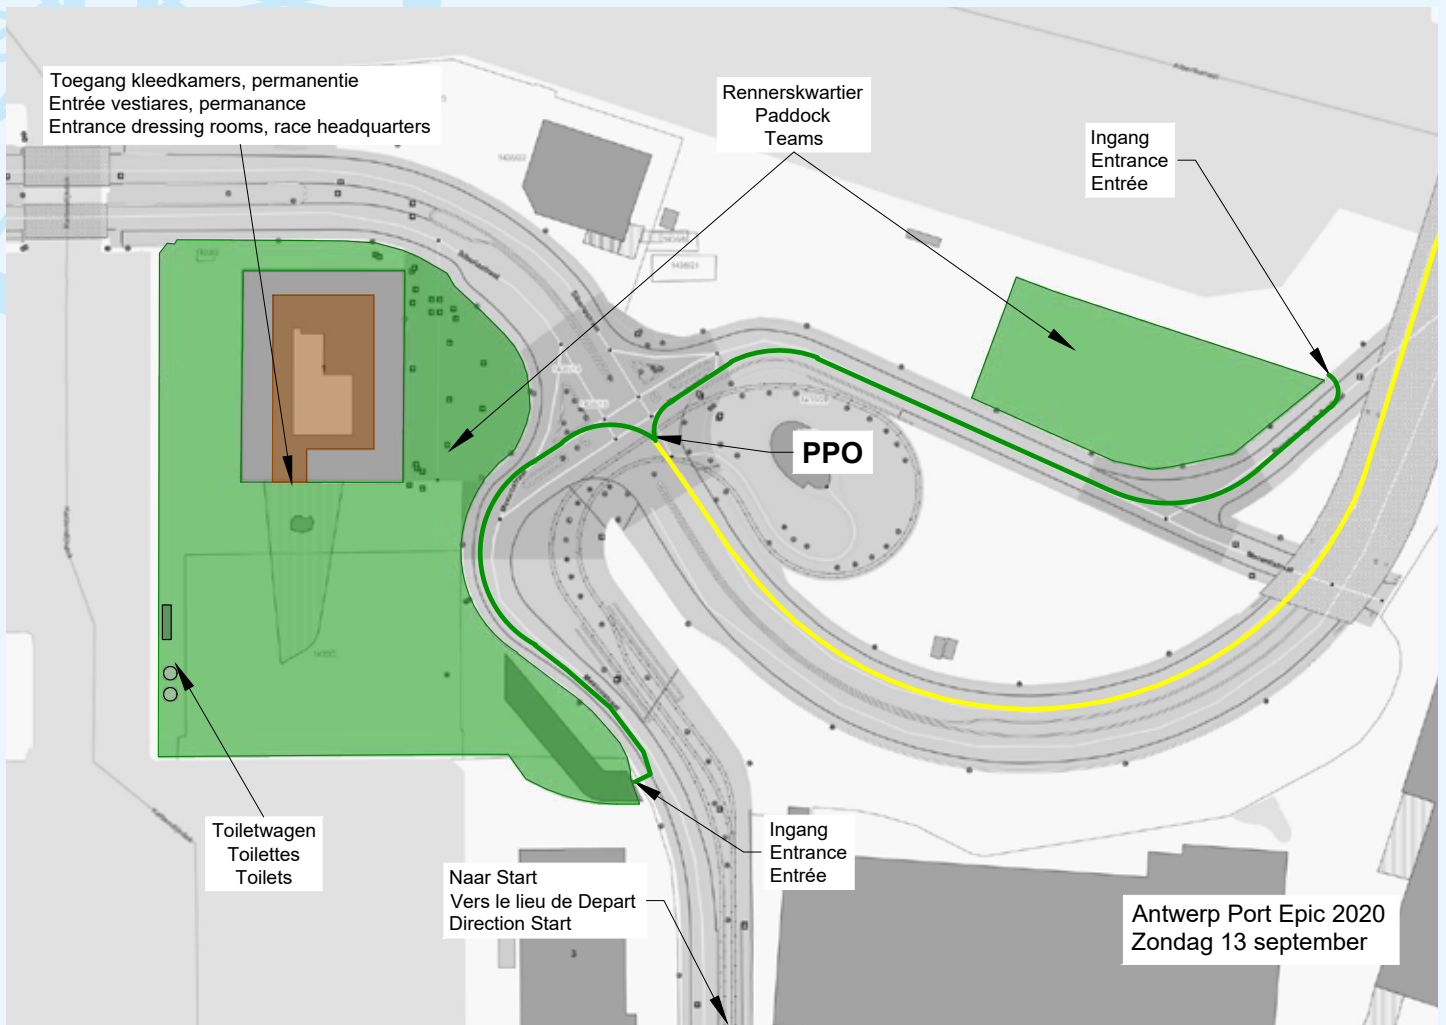 Toegang kleedkamers, permanentie
Entrée vestiares, permanance
Entrance dressing rooms, race headquarters
Rennerskwartier
Paddock
Teams
Ingang
Entrance
Entrée
PPO
Toiletwagen
Toilettes
Toilets
Naar Start
Vers le lieu de Depart
Direction Start
Ingang
Entrance
Entrée
Antwerp Port Epic 2020
Zondag 13 september